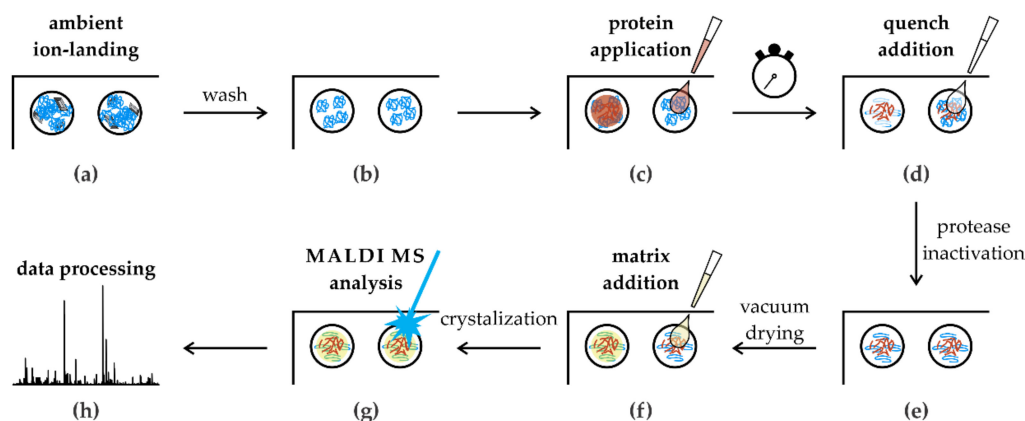 ambient
ion-landing
wash
protein
application
quench
addition
(a)
(b)
(c)
(d)
protease
inactivation
data processing
MALDI MS
analysis
crystalization
matrix
addition
vacuum
drying
(h)
(g)
(f)
(e)